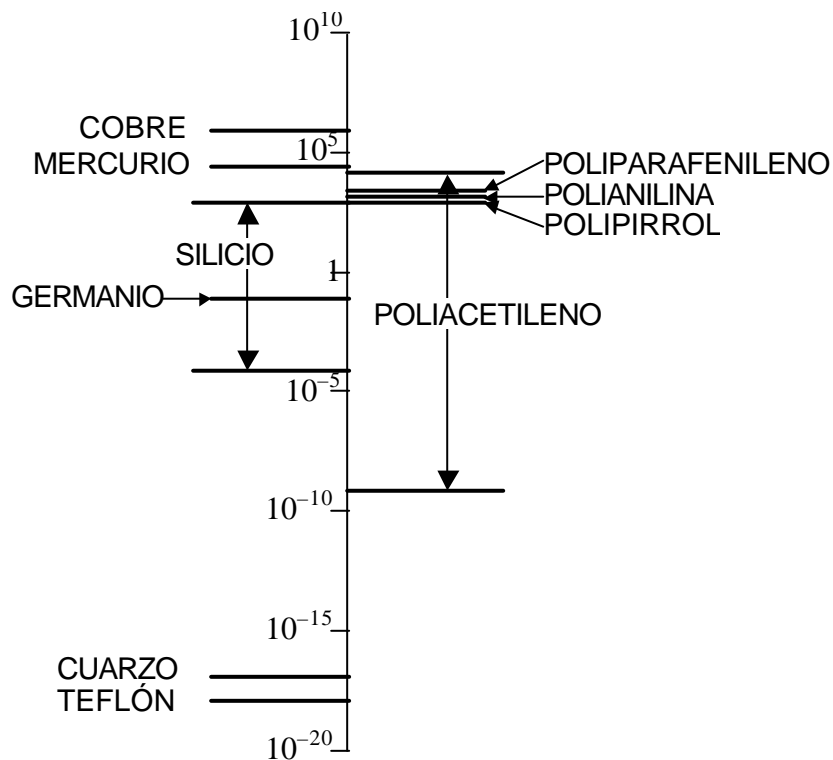 10^10
COBRE
10^5
MERCURIO
POLIPARAFENILENO
POLIANILINA
POLIPIRROL
SILICIO
1
GERMANIO
POLIACETILENO
10^–5
10^–10
10^–15
CUARZO
TEFLÓN
10^–20